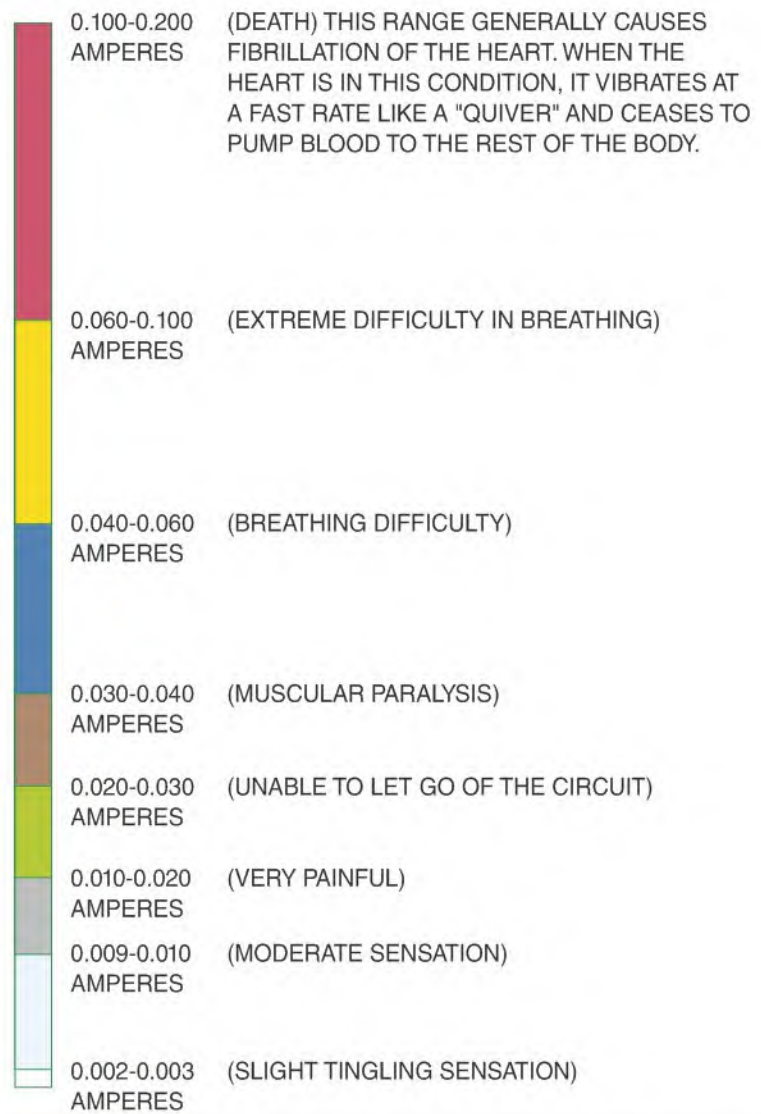 0.100-0.200 (DEATH) THIS RANGE GENERALLY CAUSES
AMPERES FIBRILLATION OF THE HEART. WHEN THE
HEART IS IN THIS CONDITION, IT VIBRATES AT
A FAST RATE LIKE A "QUIVER" AND CEASES TO
PUMP BLOOD TO THE REST OF THE BODY.
0.060-0.100 (EXTREME DIFFICULTY IN BREATHING)
AMPERES
0.040-0.060 (BREATHING DIFFICULTY)
AMPERES
0.030-0.040 (MUSCULAR PARALYSIS)
AMPERES
0.020-0.030 (UNABLE TO LET GO OF THE CIRCUIT)
AMPERES
0.010-0.020 (VERY PAINFUL)
AMPERES
0.009-0.010 (MODERATE SENSATION)
AMPERES
0.002-0.003 (SLIGHT TINGLING SENSATION)
AMPERES